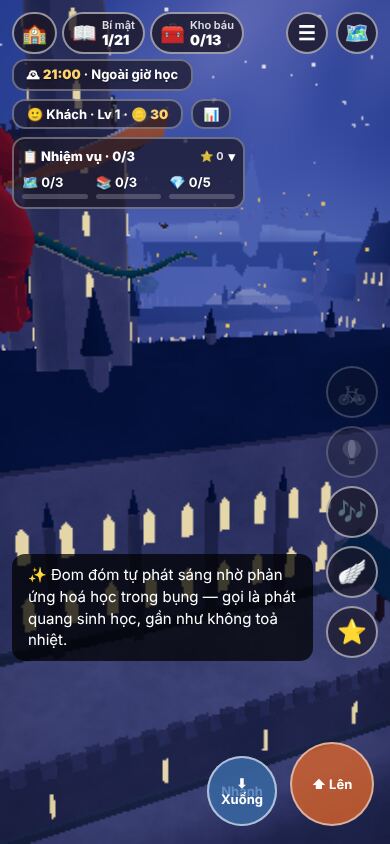 Bí mật
1/21
Kho báu
0/13
21:00 · Ngoài giờ học
Khách · Lv 1 · 30
Nhiệm vụ · 0/3
0 ▾
0/3
0/3
0/5
✨ Đom đóm tự phát sáng nhờ phản
ứng hoá học trong bụng — gọi là phát
quang sinh học, gần như không toả
nhiệt.
⬇
Nhanh
Xuống
⬆ Lên